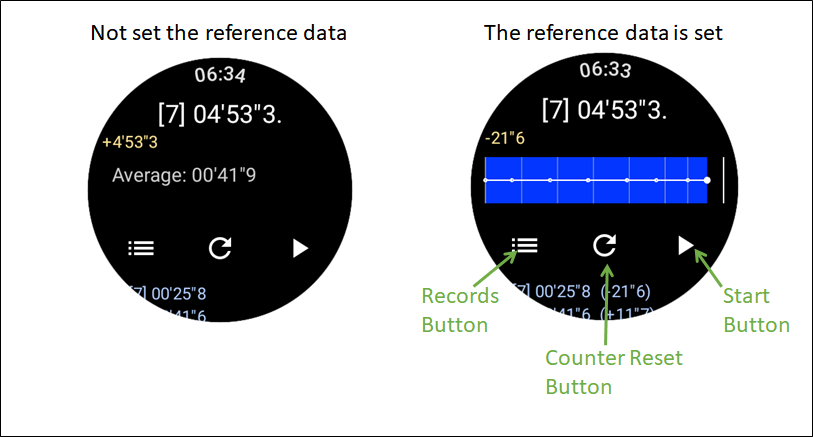 Not set the reference data
06:34
[7] 04'53"3.
+4'53"3
Average: 00'41"9
[7] 00'25"8
41"6
The reference data is set
06:33
[7] 04'53"3.
-21"6
[7] 00'25"8 (-21"6)
41"6 (+11"7)
Records
Button
Counter Reset
Button
Start
Button